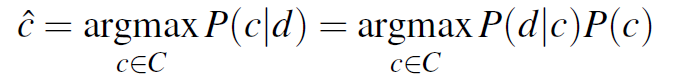 ĉ = argmax P(c|d) = argmax P(d|c)P(c)
c∈C c∈C